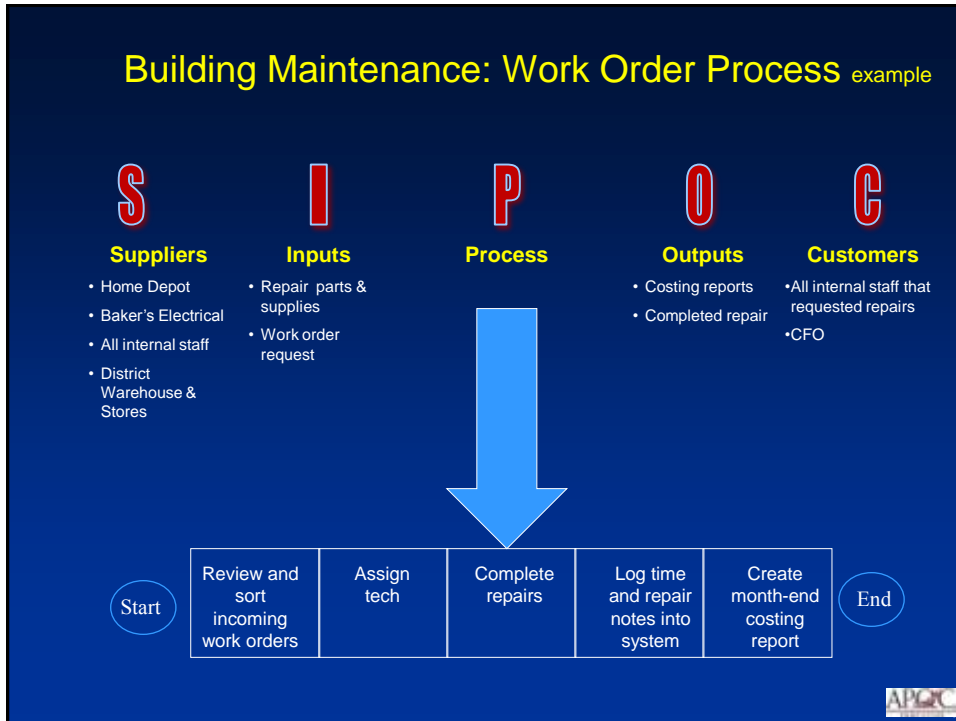 Building Maintenance: Work Order Process example
S I P O C
Suppliers
• Home Depot
• Baker's Electrical
• All internal staff
• District
Warehouse &
Stores
Inputs
• Repair parts &
supplies
• Work order
request
Process
Outputs
• Costing reports
• Completed repair
Customers
•All internal staff that
requested repairs
•CFO
Start
Review and
sort
incoming
work orders
Assign
tech
Complete
repairs
Log time
and repair
notes into
system
Create
month-end
costing
report
End
APQC